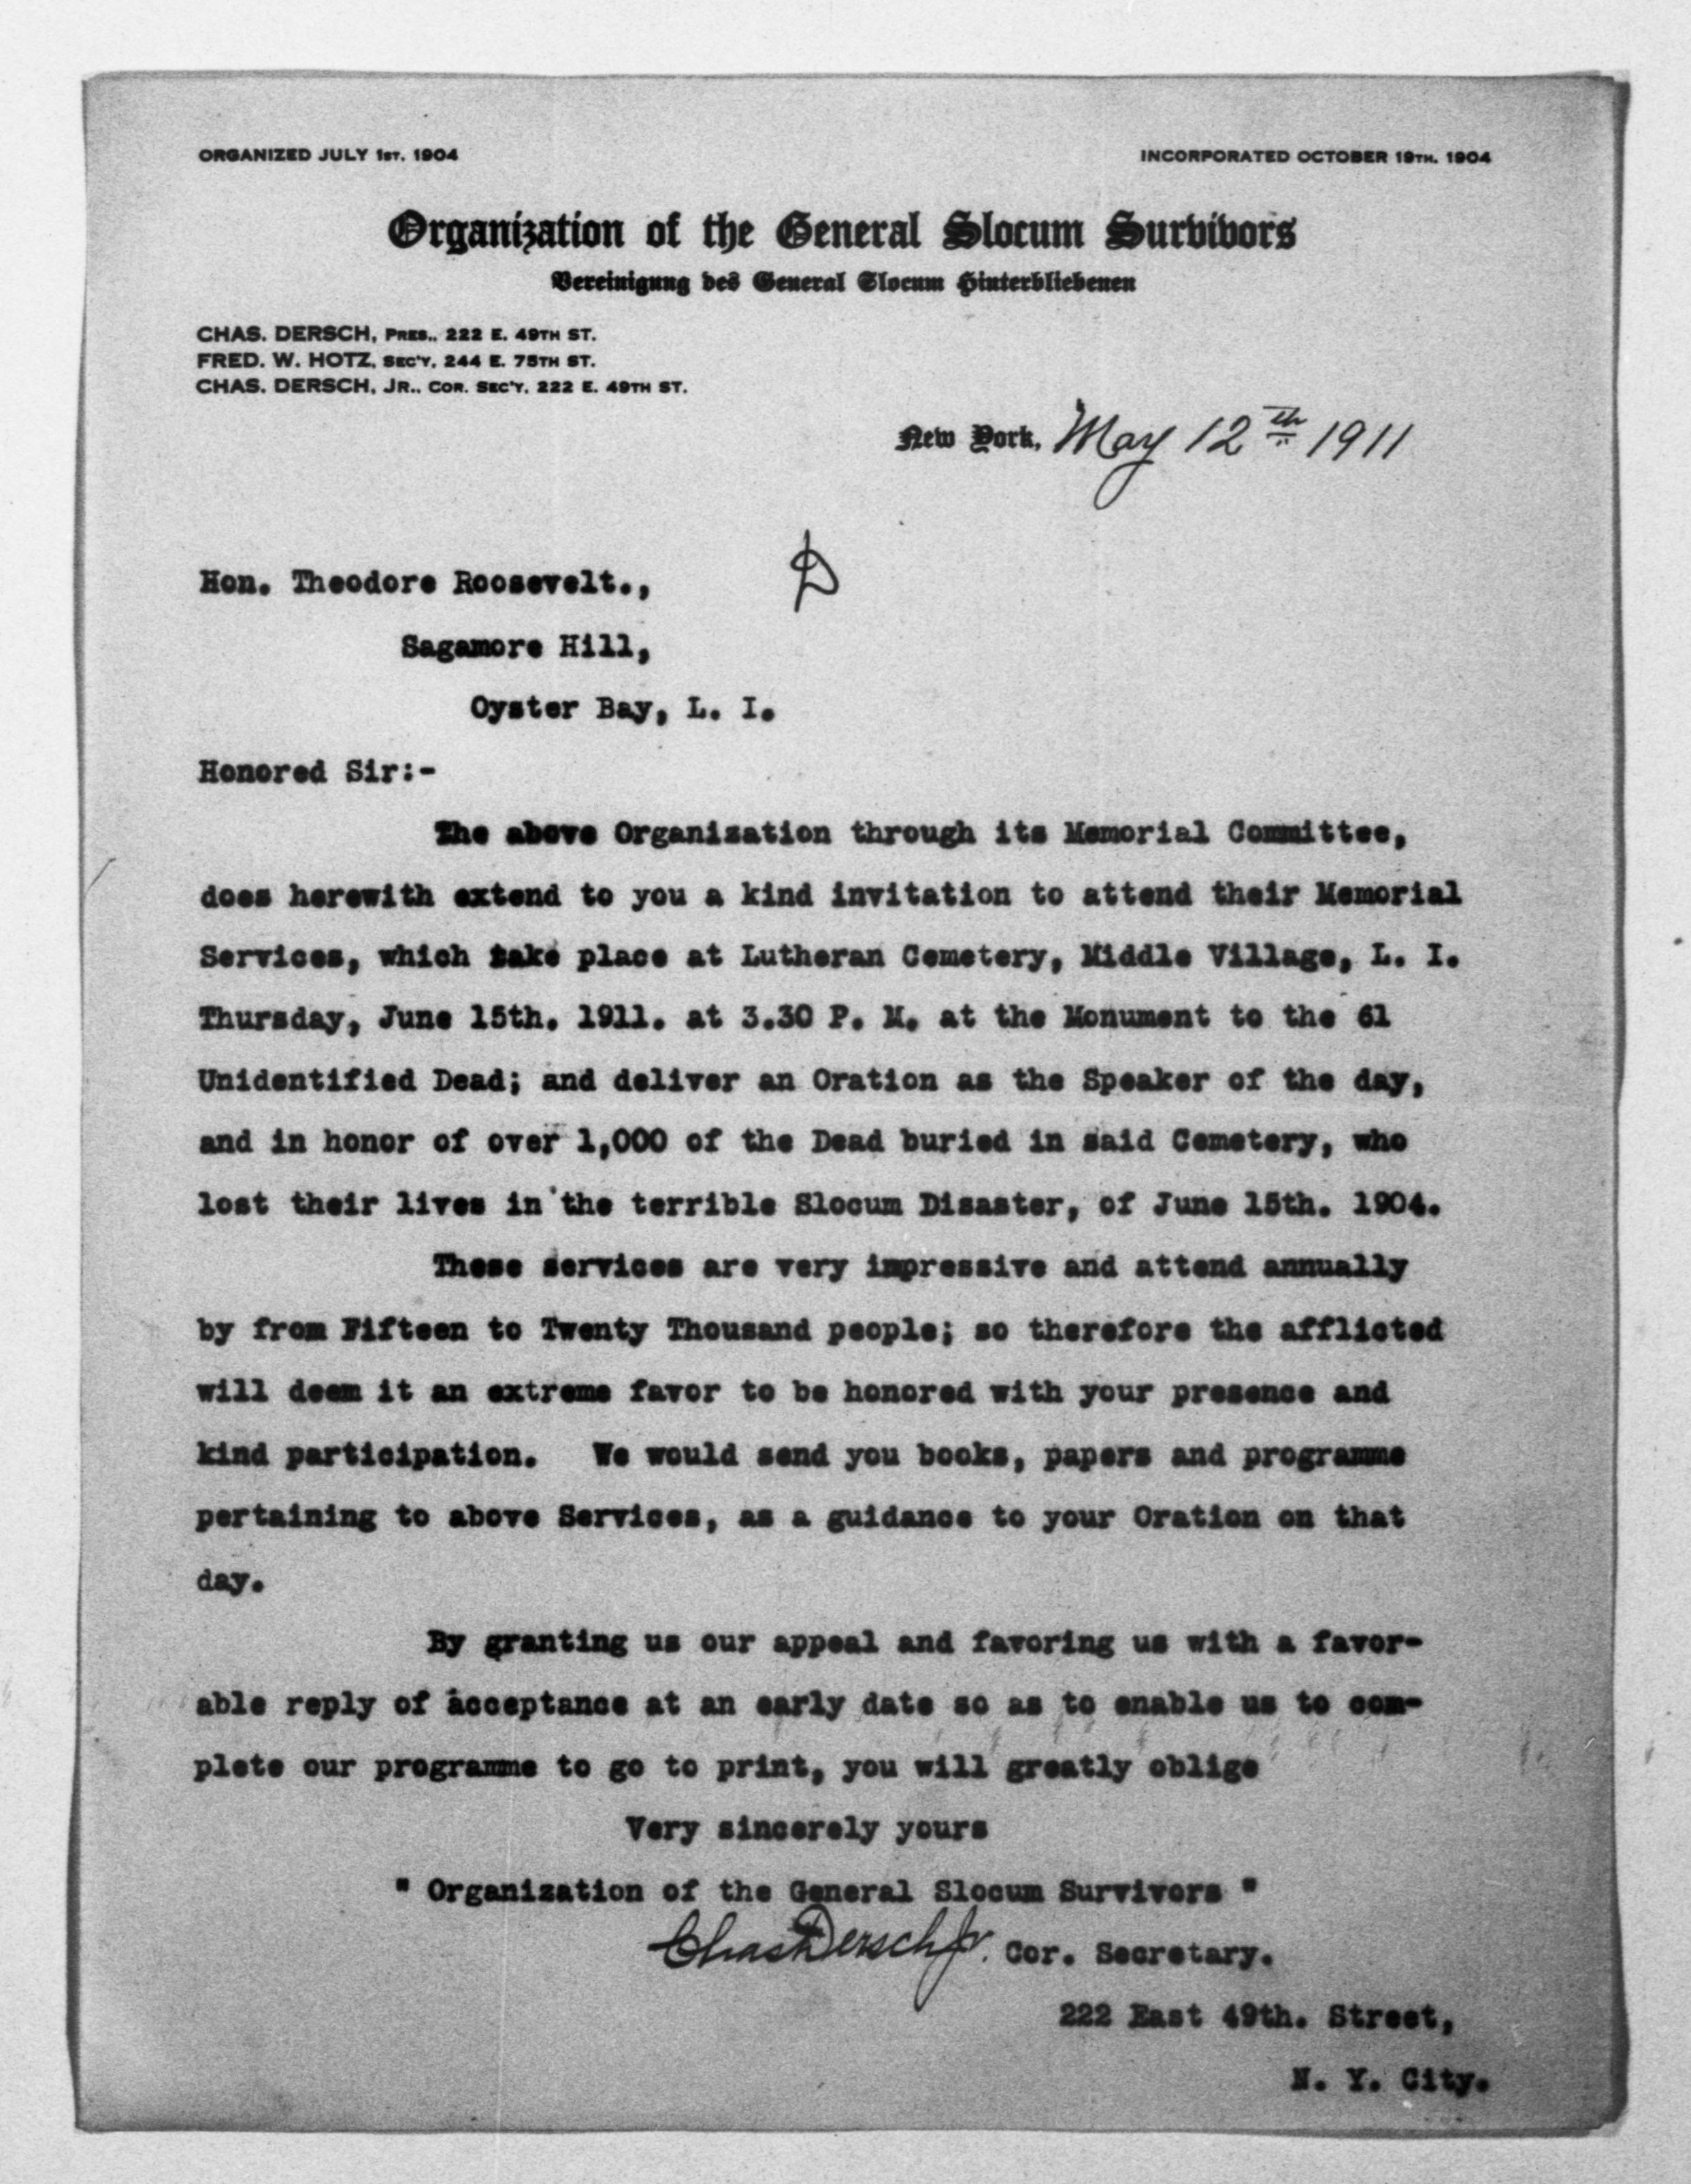 ORGANIZED JULY 1ST. 1904
INCORPORATED OCTOBER 19TH. 1904
Organization of the General Slocum Survivors
Vereinigung des General Slocum Hinterbliebenen
CHAS. DERSCH, PRES., 222 E. 49TH ST.
FRED. W. HOTZ, SEC'Y, 244 E. 75TH ST.
CHAS. DERSCH, JR., COR. SEC'Y, 222 E. 49TH ST.
New York, May 12th 1911
Hon. Theodore Roosevelt.,
Sagamore Hill,
Oyster Bay, L. I.
Honored Sir:-
The above Organization through its Memorial Committee,
does herewith extend to you a kind invitation to attend their Memorial
Services, which take place at Lutheran Cemetery, Middle Village, L. I.
Thursday, June 15th. 1911. at 3.30 P. M. at the Monument to the 61
Unidentified Dead; and deliver an Oration as the Speaker of the day,
and in honor of over 1,000 of the Dead buried in said Cemetery, who
lost their lives in the terrible Slocum Disaster, of June 15th. 1904.
These services are very impressive and attend annually
by from Fifteen to Twenty Thousand people; so therefore the afflicted
will deem it an extreme favor to be honored with your presence and
kind participation. We would send you books, papers and programme
pertaining to above Services, as a guidance to your Oration on that
day.
By granting us our appeal and favoring us with a favor-
able reply of acceptance at an early date so as to enable us to com-
plete our programme to go to print, you will greatly oblige
Very sincerely yours
" Organization of the General Slocum Survivors "
Chas Dersch Jr. Cor. Secretary.
222 East 49th. Street,
N. Y. City.